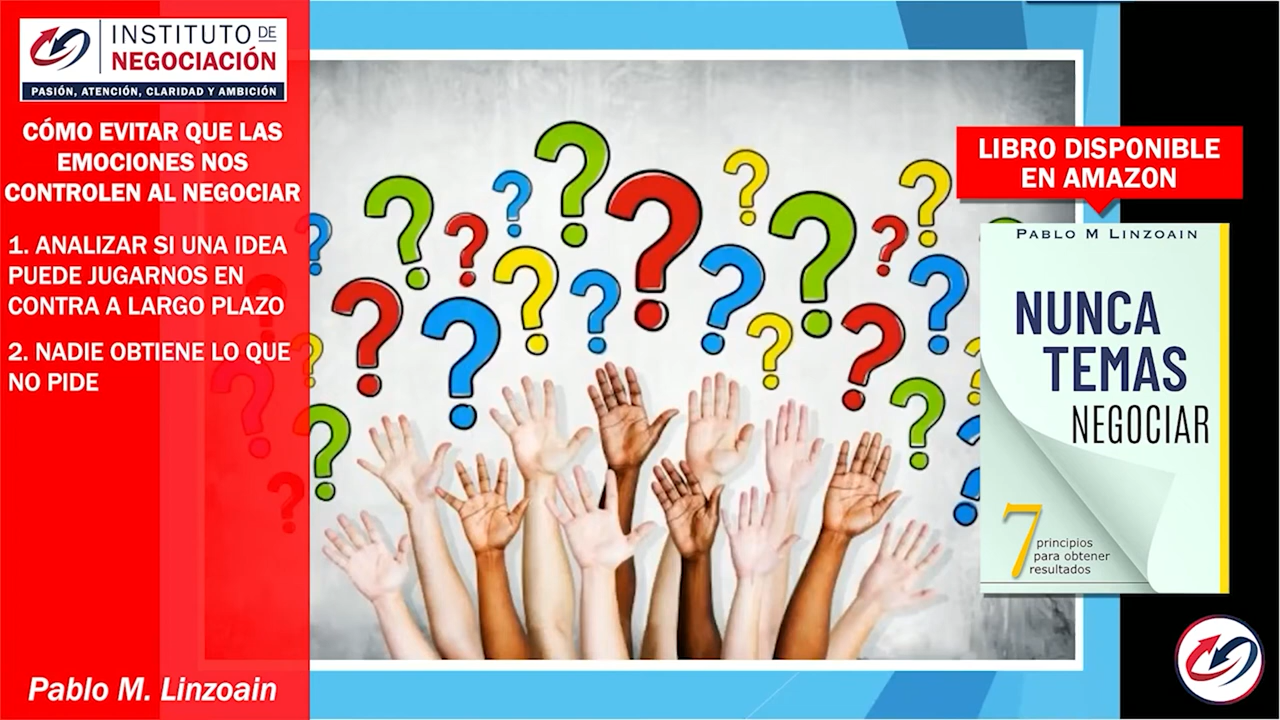 INSTITUTO DE
NEGOCIACIÓN
PASIÓN, ATENCIÓN, CLARIDAD Y AMBICIÓN
CÓMO EVITAR QUE LAS
EMOCIONES NOS
CONTROLEN AL NEGOCIAR
1. ANALIZAR SI UNA IDEA
PUEDE JUGARNOS EN
CONTRA A LARGO PLAZO
2. NADIE OBTIENE LO QUE
NO PIDE
Pablo M. Linzoain
LIBRO DISPONIBLE
EN AMAZON
PABLO M LINZOAIN
NUNCA
TEMAS
NEGOCIAR
7 principios
para obtener
resultados